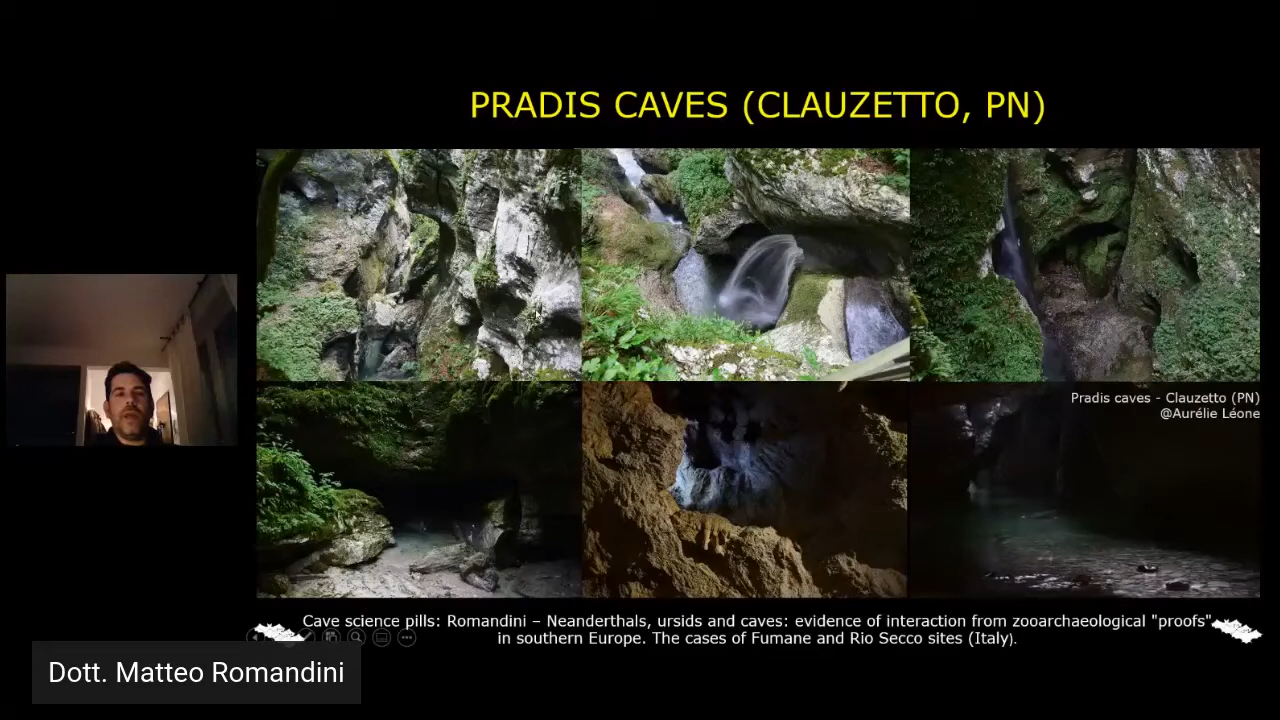 PRADIS CAVES (CLAUZETTO, PN)
Pradis caves - Clauzetto (PN)
@Aurélie Léone
Cave science pills: Romandini – Neanderthals, ursids and caves: evidence of interaction from zooarchaeological "proofs"
in southern Europe. The cases of Fumane and Rio Secco sites (Italy).
Dott. Matteo Romandini